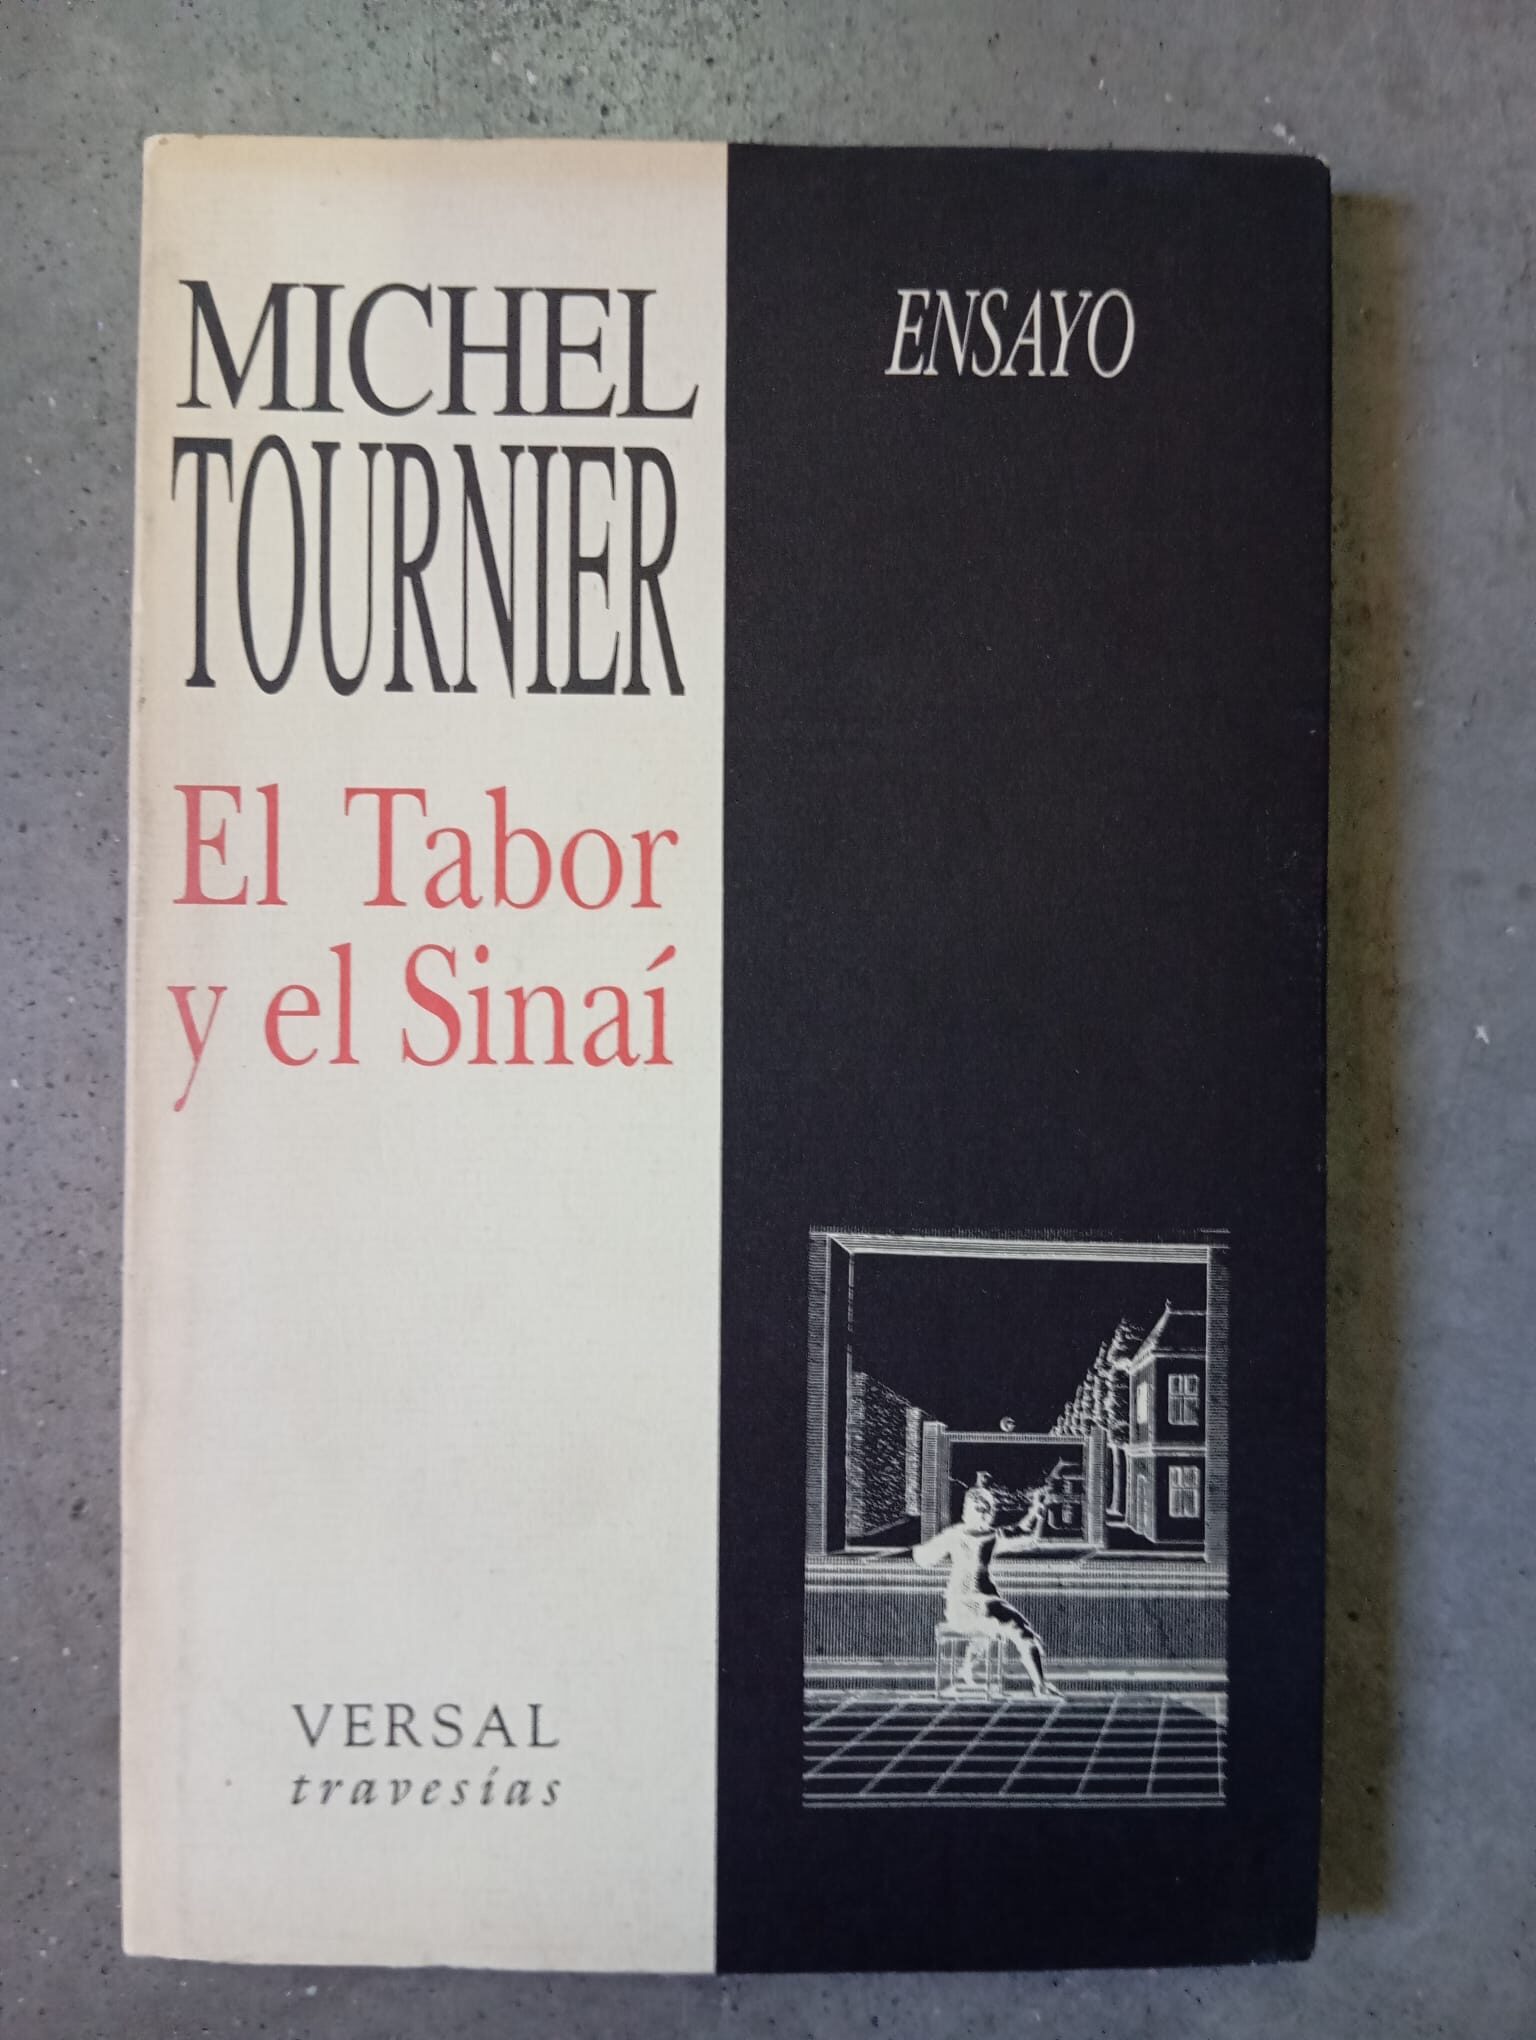 MICHEL
TOURNIER
El Tabor
y el Sinaí
VERSAL
travesías
ENSAYO
G